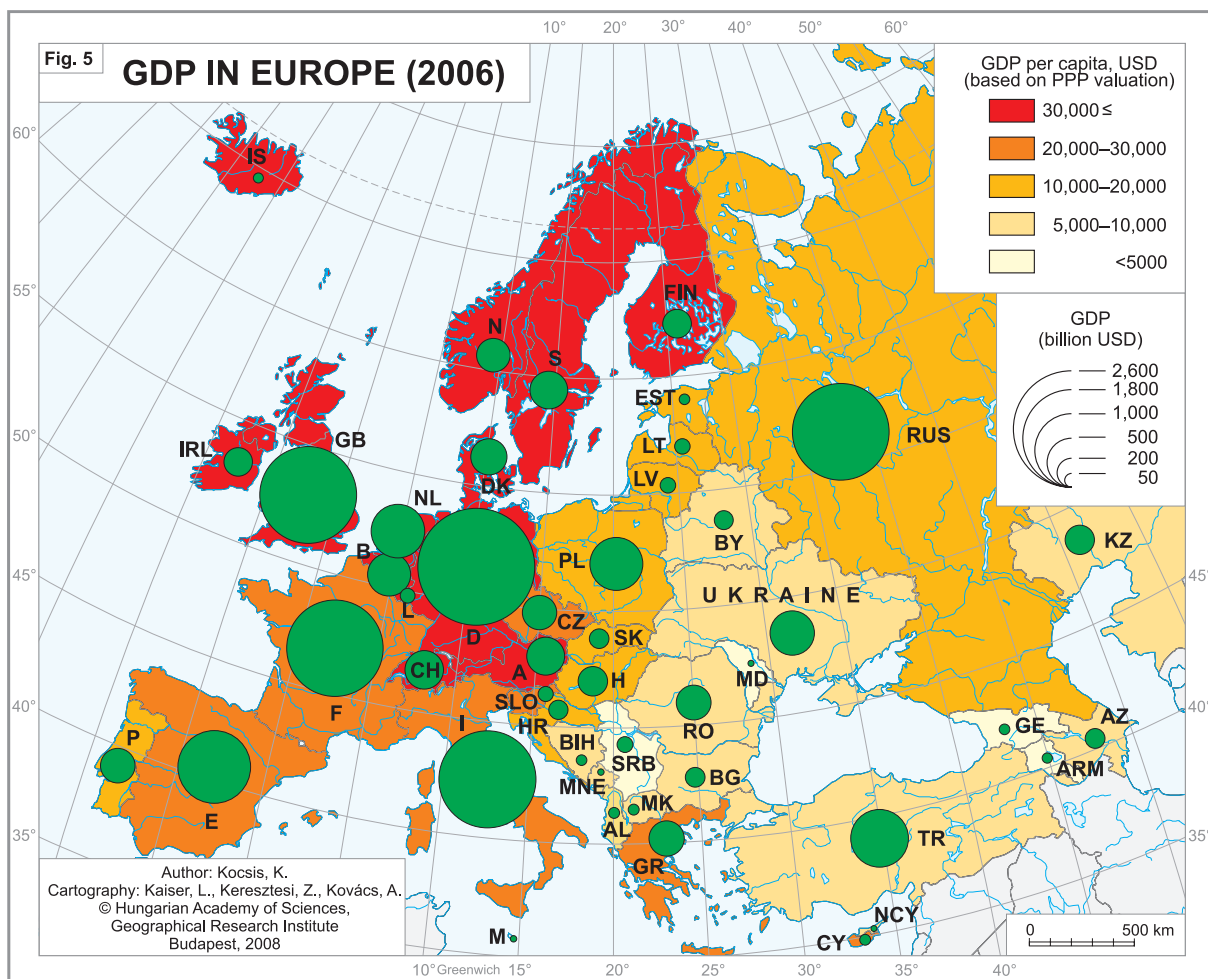 Fig. 5
GDP IN EUROPE (2006)
10° 20° 30° 40° 50° 60°
GDP per capita, USD
(based on PPP valuation)
30,000 ≤
20,000–30,000
10,000–20,000
5,000–10,000
<5000
GDP
(billion USD)
2,600
1,800
1,000
500
200
50
60°
55°
50°
45°
40°
35°
45°
40°
35°
IS
FIN
N
S
EST
RUS
IRL
GB
DK
LT
LV
NL
B
BY
KZ
PL
UKRAINE
L
CZ
D
SK
CH
A
H
MD
SLO
F
I
HR
RO
GE
AZ
P
BIH
SRB
ARM
MNE
BG
MK
E
AL
TR
GR
NCY
CY
M
Author: Kocsis, K.
Cartography: Kaiser, L., Keresztesi, Z., Kovács, A.
© Hungarian Academy of Sciences,
Geographical Research Institute
Budapest, 2008
0 500 km
10° Greenwich 15° 20° 25° 30° 35° 40°